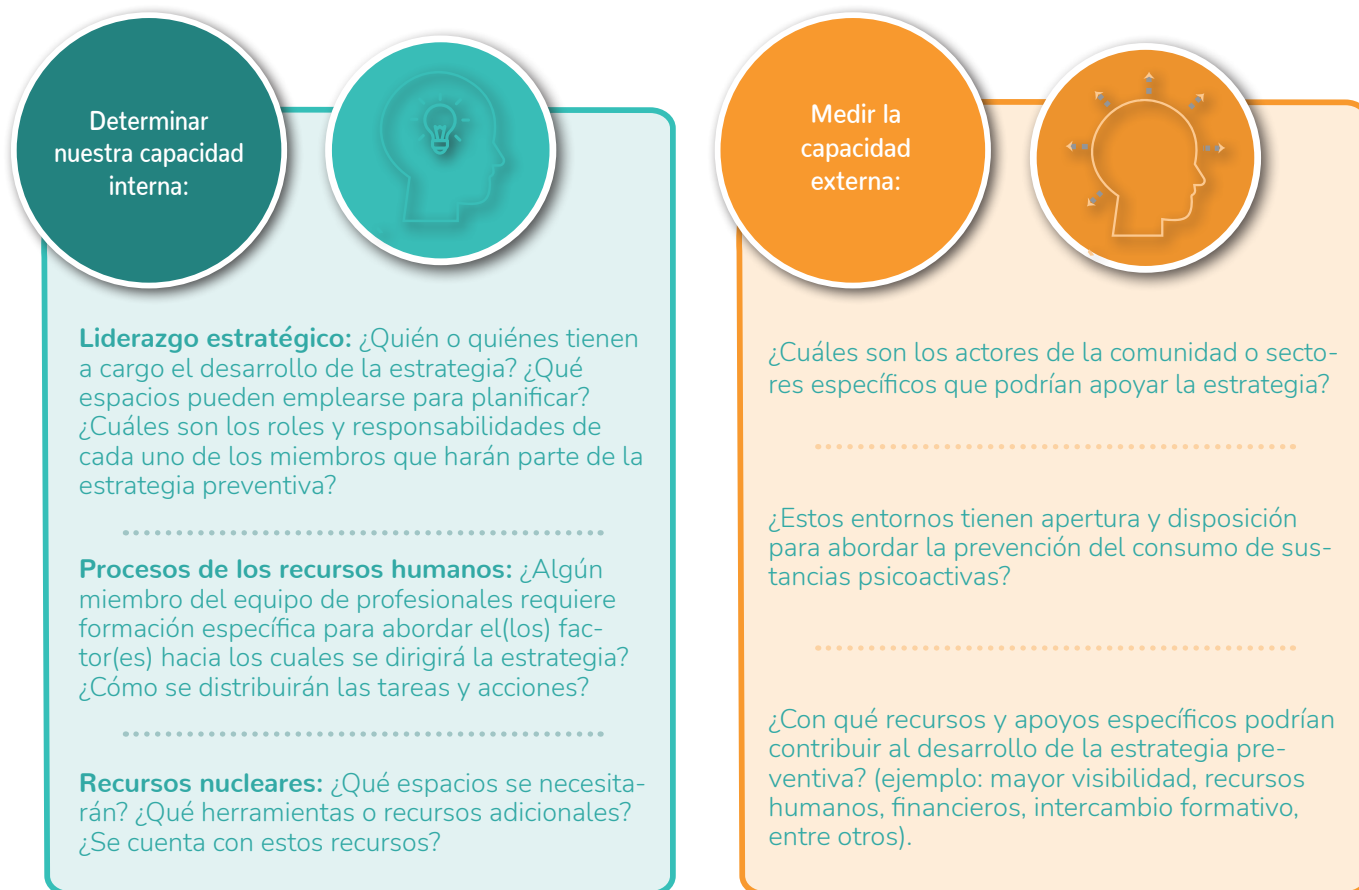 Determinar
nuestra capacidad
interna:
Liderazgo estratégico: ¿Quién o quiénes tienen
a cargo el desarrollo de la estrategia? ¿Qué
espacios pueden emplearse para planificar?
¿Cuáles son los roles y responsabilidades de
cada uno de los miembros que harán parte de la
estrategia preventiva?
Procesos de los recursos humanos: ¿Algún
miembro del equipo de profesionales requiere
formación específica para abordar el(los) fac-
tor(es) hacia los cuales se dirigirá la estrategia?
¿Cómo se distribuirán las tareas y acciones?
Recursos nucleares: ¿Qué espacios se necesita-
rán? ¿Qué herramientas o recursos adicionales?
¿Se cuenta con estos recursos?
Medir la
capacidad
externa:
¿Cuáles son los actores de la comunidad o secto-
res específicos que podrían apoyar la estrategia?
¿Estos entornos tienen apertura y disposición
para abordar la prevención del consumo de sus-
tancias psicoactivas?
¿Con qué recursos y apoyos específicos podrían
contribuir al desarrollo de la estrategia pre-
ventiva? (ejemplo: mayor visibilidad, recursos
humanos, financieros, intercambio formativo,
entre otros).